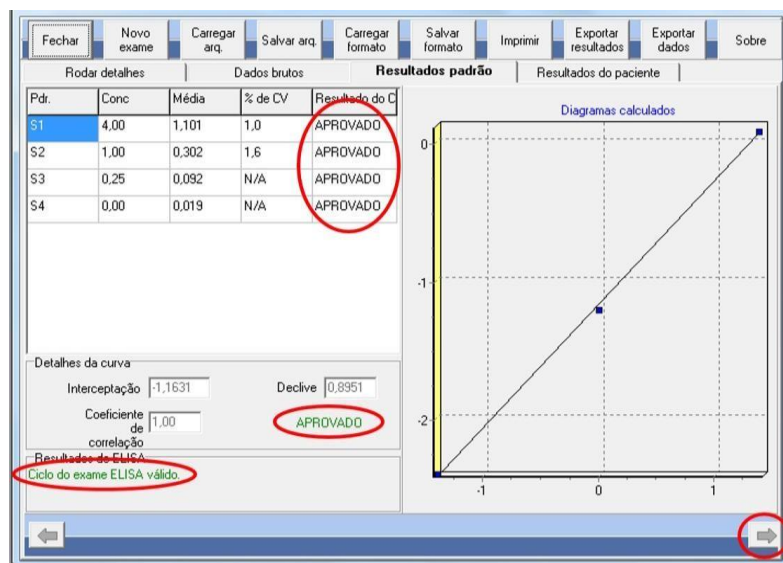 Fechar
Novo exame
Carregar arq.
Salvar arq.
Carregar formato
Salvar formato
Imprimir
Exportar resultados
Exportar dados
Sobre
Rodar detalhes
Dados brutos
Resultados padrão
Resultados do paciente
Pdr. Conc Média % de CV Resultado do C
S1 4,00 1,101 1,0 APROVADO
S2 1,00 0,302 1,6 APROVADO
S3 0,25 0,092 N/A APROVADO
S4 0,00 0,019 N/A APROVADO
Diagramas calculados
0
-1
-2
-1 0 1
Detalhes da curva
Interceptação -1,1631 Declive 0,8951
Coeficiente de correlação 1,00 APROVADO
Resultados do ELISA
Ciclo do exame ELISA válido.